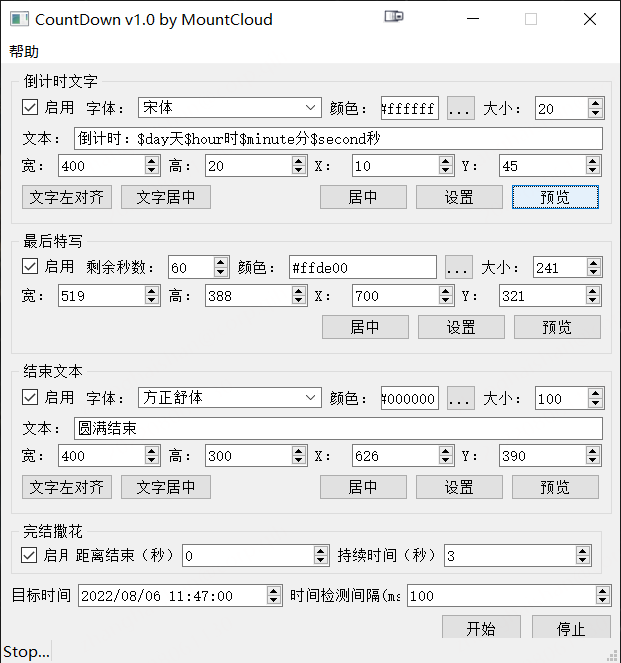 CountDown v1.0 by MountCloud
帮助
倒计时文字
启用 字体： 宋体 颜色： #ffffff ... 大小： 20
文本： 倒计时：$day天$hour时$minute分$second秒
宽： 400 高： 20 X： 10 Y： 45
文字左对齐 文字居中 居中 设置 预览
最后特写
启用 剩余秒数： 60 颜色： #ffde00 ... 大小： 241
宽： 519 高： 388 X： 700 Y： 321
居中 设置 预览
结束文本
启用 字体： 方正舒体 颜色： #000000 ... 大小： 100
文本： 圆满结束
宽： 400 高： 300 X： 626 Y： 390
文字左对齐 文字居中 居中 设置 预览
完结撒花
启用 距离结束（秒） 0 持续时间（秒） 3
目标时间 2022/08/06 11:47:00 时间检测间隔(ms 100
开始 停止
Stop...